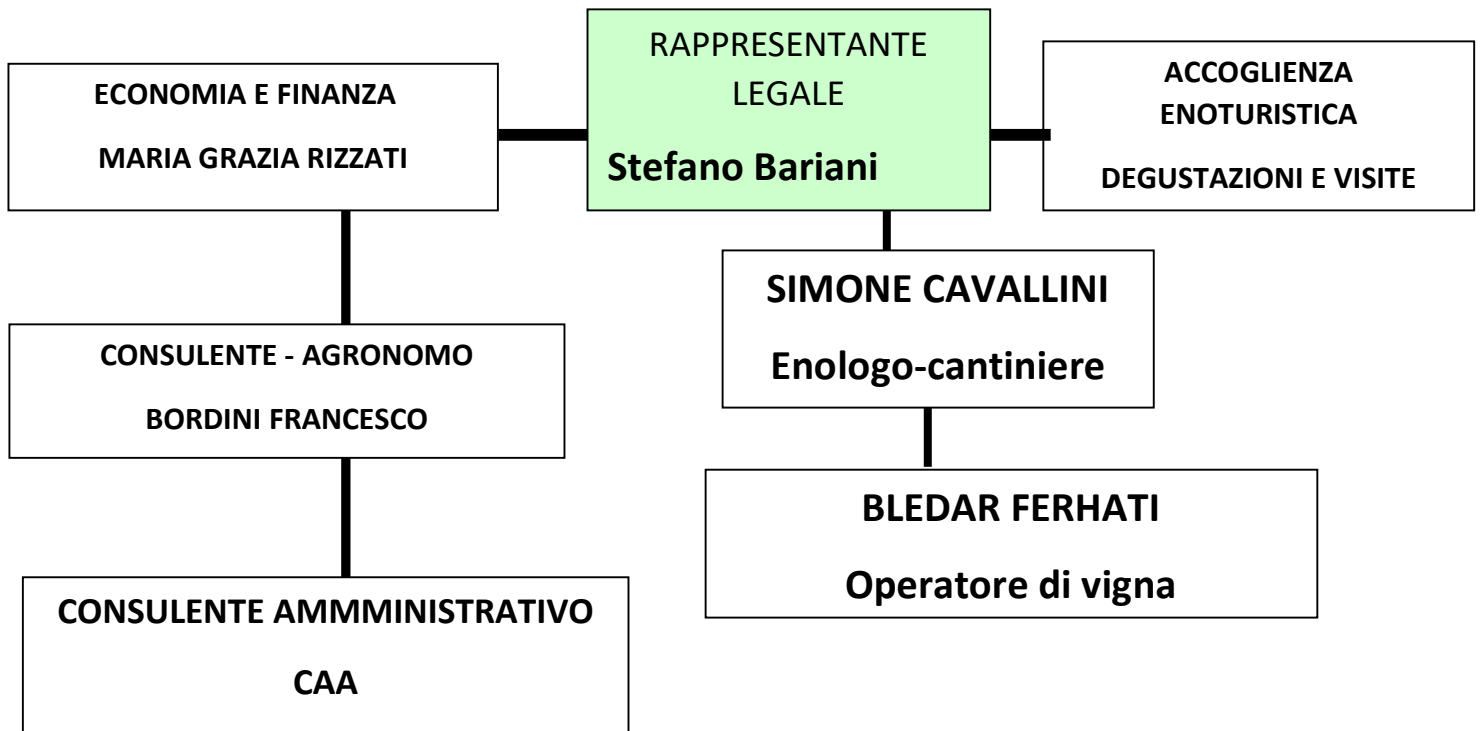 RAPPRESENTANTE
LEGALE
Stefano Bariani
ECONOMIA E FINANZA
MARIA GRAZIA RIZZATI
ACCOGLIENZA
ENOTURISTICA
DEGUSTAZIONI E VISITE
SIMONE CAVALLINI
Enologo-cantiniere
CONSULENTE - AGRONOMO
BORDINI FRANCESCO
BLEDAR FERHATI
Operatore di vigna
CONSULENTE AMMMINISTRATIVO
CAA